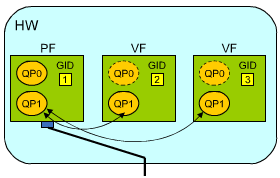 HW
PF VF VF
QP0 GID 1 QP0 GID 2 QP0 GID 3
QP1 QP1 QP1